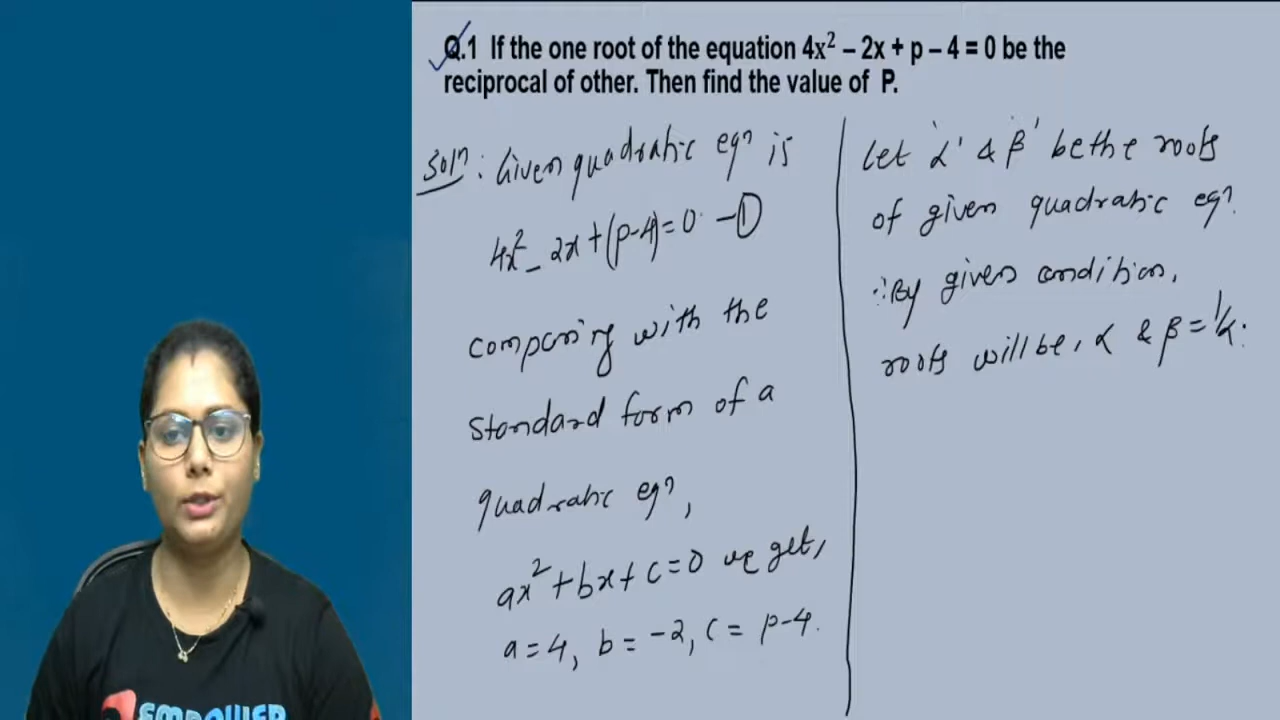 Q.1 If the one root of the equation 4x² – 2x + p – 4 = 0 be the
reciprocal of other. Then find the value of P.
Soln: Given quadratic eqn is
4x² - 2x + (p-4) = 0 - ①
comparing with the
standard form of a
quadratic eqn,
ax² + bx + c = 0 we get,
a = 4, b = -2, c = p-4.
Let 'α' & 'β' be the roots
of given quadratic eqn.
∴ By given condition,
roots will be, α & β = 1/α.
EMPOWER